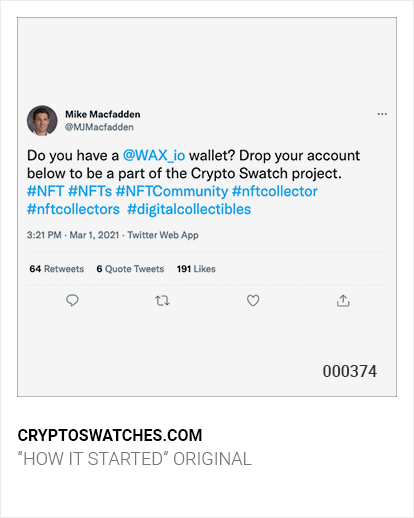 Mike Macfadden
@MJMacfadden
Do you have a @WAX_io wallet? Drop your account
below to be a part of the Crypto Swatch project.
#NFT #NFTs #NFTCommunity #nftcollector
#nftcollectors #digitalcollectibles
3:21 PM · Mar 1, 2021 · Twitter Web App
64 Retweets 6 Quote Tweets 191 Likes
000374
CRYPTOSWATCHES.COM
“HOW IT STARTED” ORIGINAL